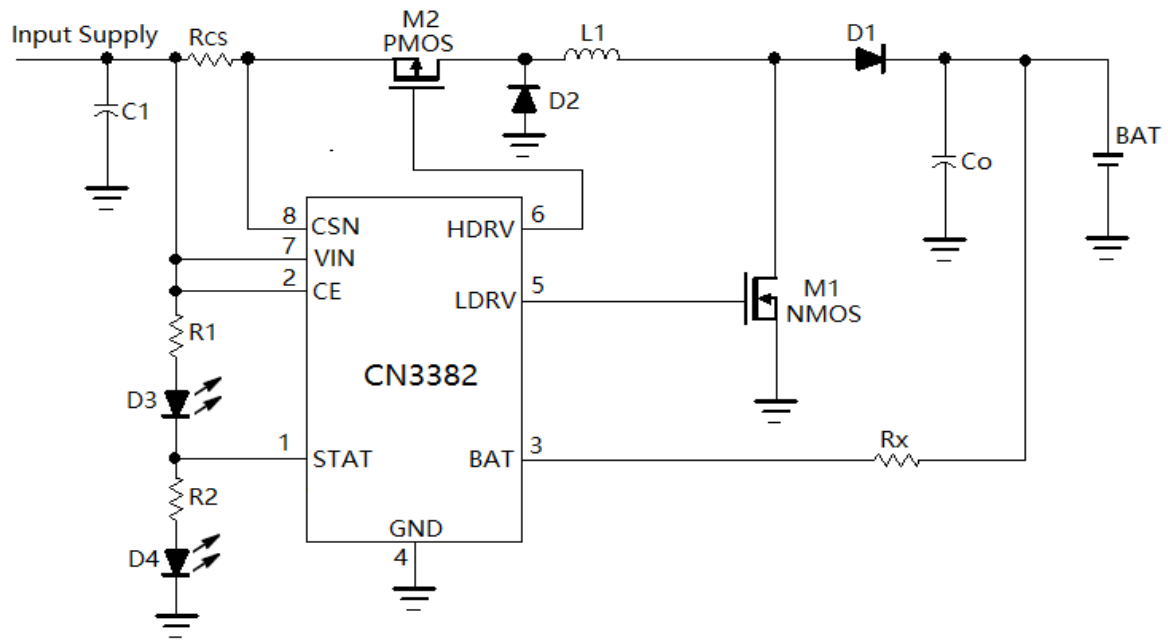 M2
PMOS
L1
D1
Input Supply
Rcs
C1
D2
Co
BAT
8
CSN
HDRV
6
7
VIN
2
CE
LDRV
5
M1
NMOS
R1
CN3382
D3
1
STAT
BAT
3
Rx
R2
GND
4
D4